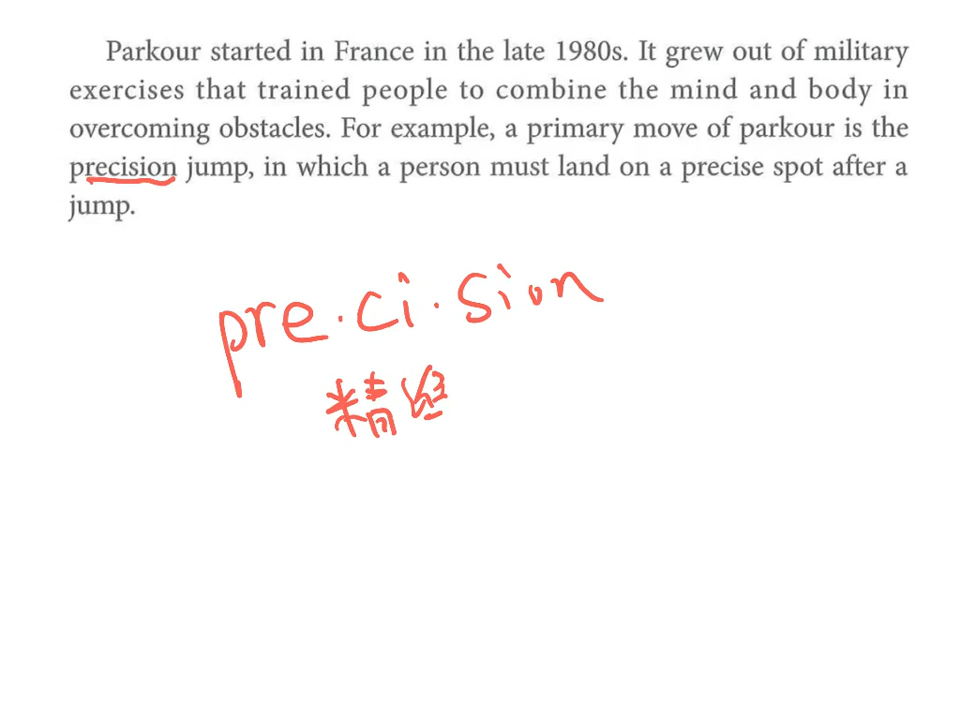 Parkour started in France in the late 1980s. It grew out of military
exercises that trained people to combine the mind and body in
overcoming obstacles. For example, a primary move of parkour is the
precision jump, in which a person must land on a precise spot after a
jump.
pre·ci·sion